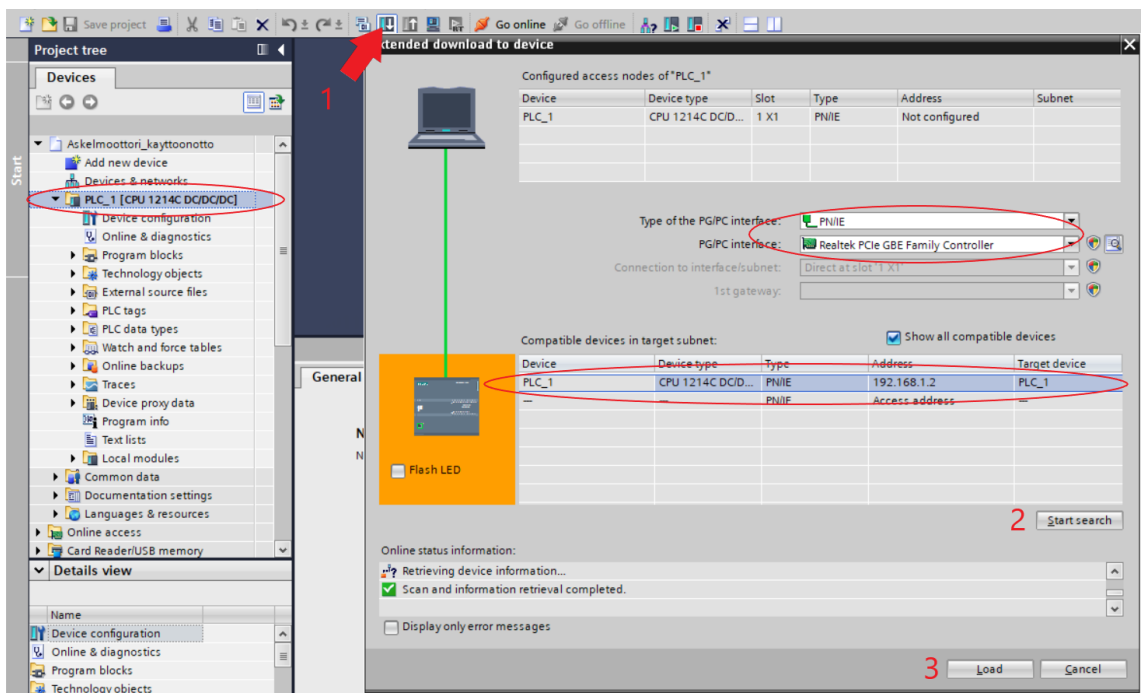 Save project
Go online
Go offline
Project tree
Devices
Start
Askelmoottori_kayttoonotto
Add new device
Devices & networks
PLC_1 [CPU 1214C DC/DC/DC]
Device configuration
Online & diagnostics
Program blocks
Technology objects
External source files
PLC tags
PLC data types
Watch and force tables
Online backups
Traces
Device proxy data
Program info
Text lists
Local modules
Common data
Documentation settings
Languages & resources
Online access
Card Reader/USB memory
Details view
Name
Device configuration
Online & diagnostics
Program blocks
Technology objects
1
General
N
N
tended download to device
Configured access nodes of "PLC_1"
Device Device type Slot Type Address Subnet
PLC_1 CPU 1214C DC/D... 1 X1 PN/IE Not configured
Type of the PG/PC interface: PN/IE
PG/PC interface: Realtek PCIe GBE Family Controller
Connection to interface/subnet: Direct at slot '1 X1'
1st gateway:
Compatible devices in target subnet:
Show all compatible devices
Device Device type Type Address Target device
PLC_1 CPU 1214C DC/D... PN/IE 192.168.1.2 PLC_1
— — PN/IE Access address —
Flash LED
2 Start search
Online status information:
Retrieving device information...
Scan and information retrieval completed.
Display only error messages
3 Load Cancel